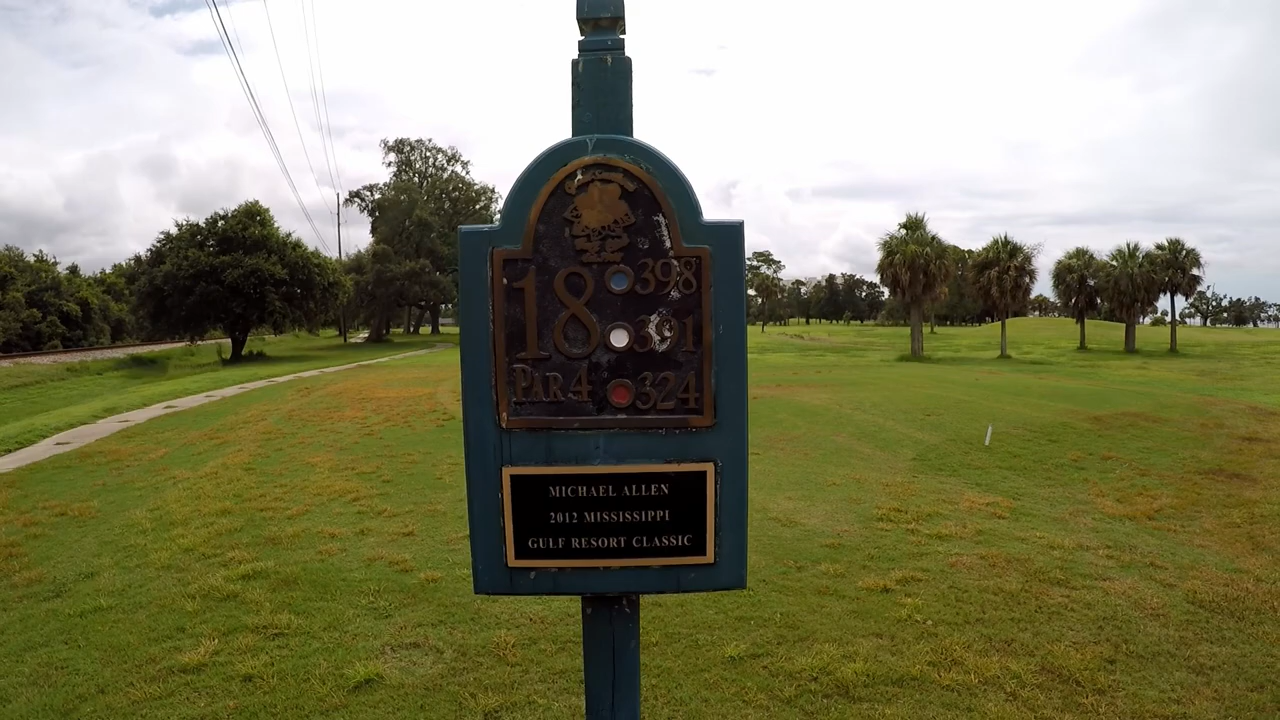 18 398
391
PAR 4 324
MICHAEL ALLEN
2012 MISSISSIPPI
GULF RESORT CLASSIC